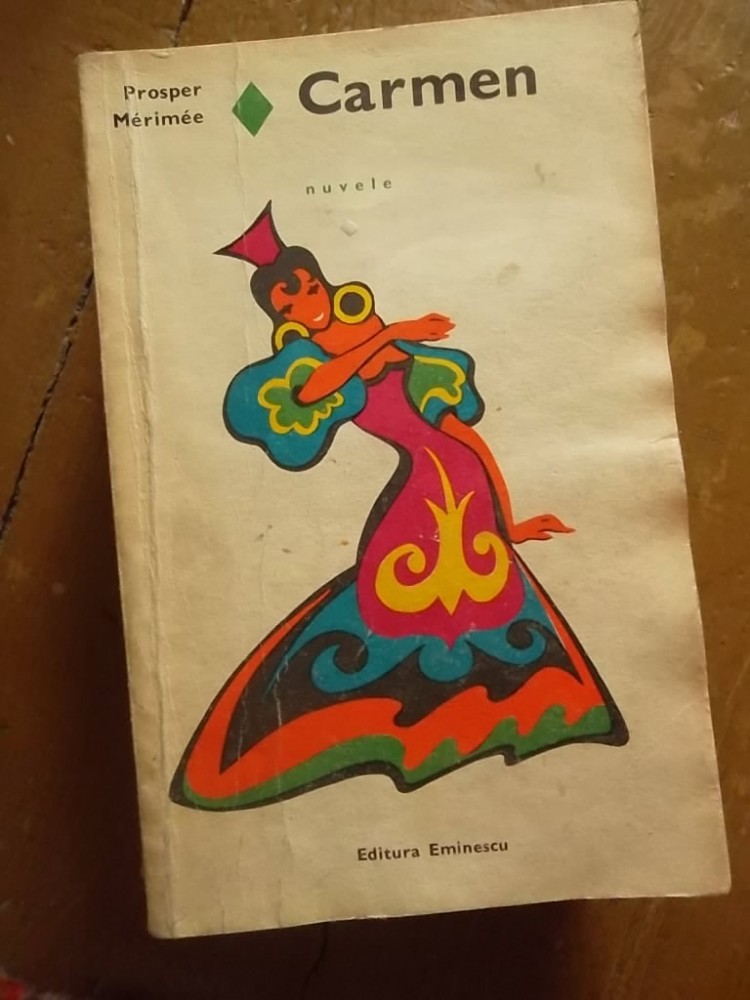 Prosper
Mérimée
Carmen
nuvele
Editura Eminescu